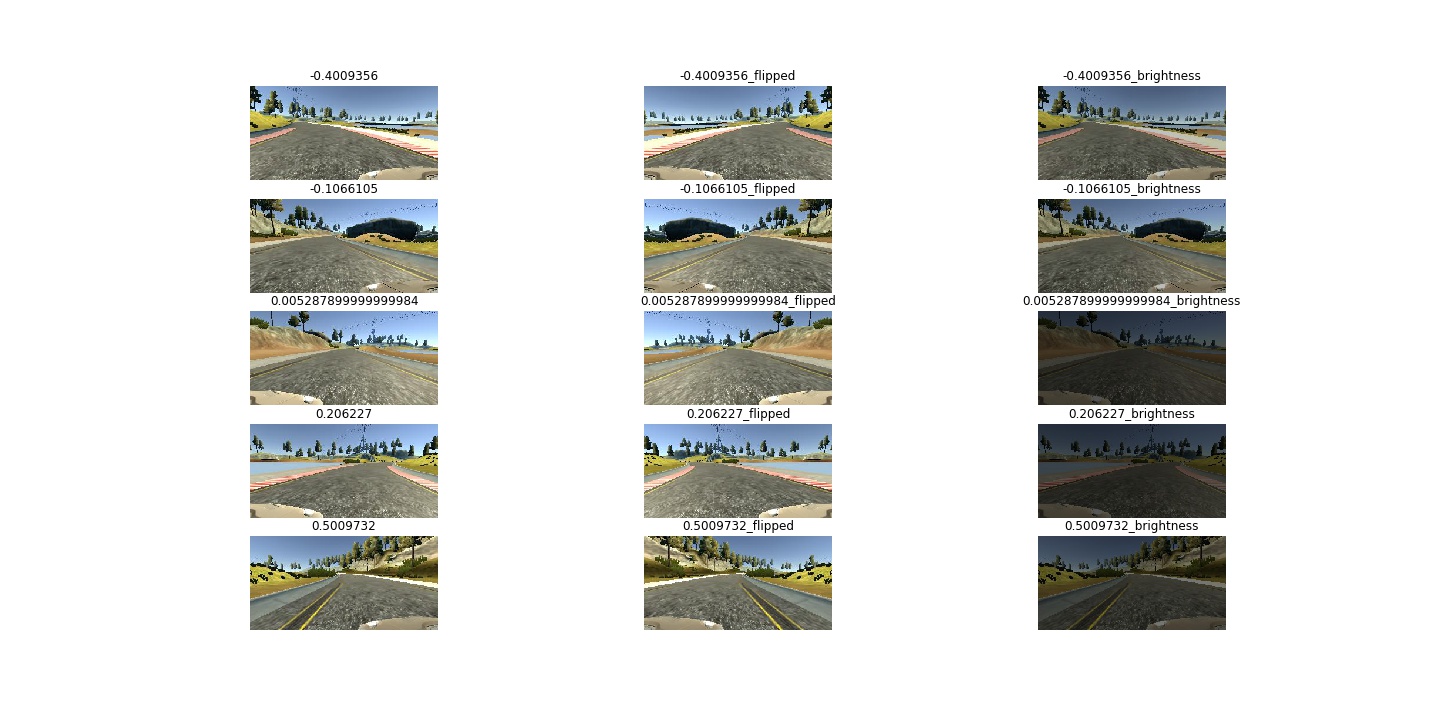 -0.4009356 -0.4009356_flipped -0.4009356_brightness
-0.1066105 -0.1066105_flipped -0.1066105_brightness
0.005287899999999984 0.005287899999999984_flipped 0.005287899999999984_brightness
0.206227 0.206227_flipped 0.206227_brightness
0.5009732 0.5009732_flipped 0.5009732_brightness